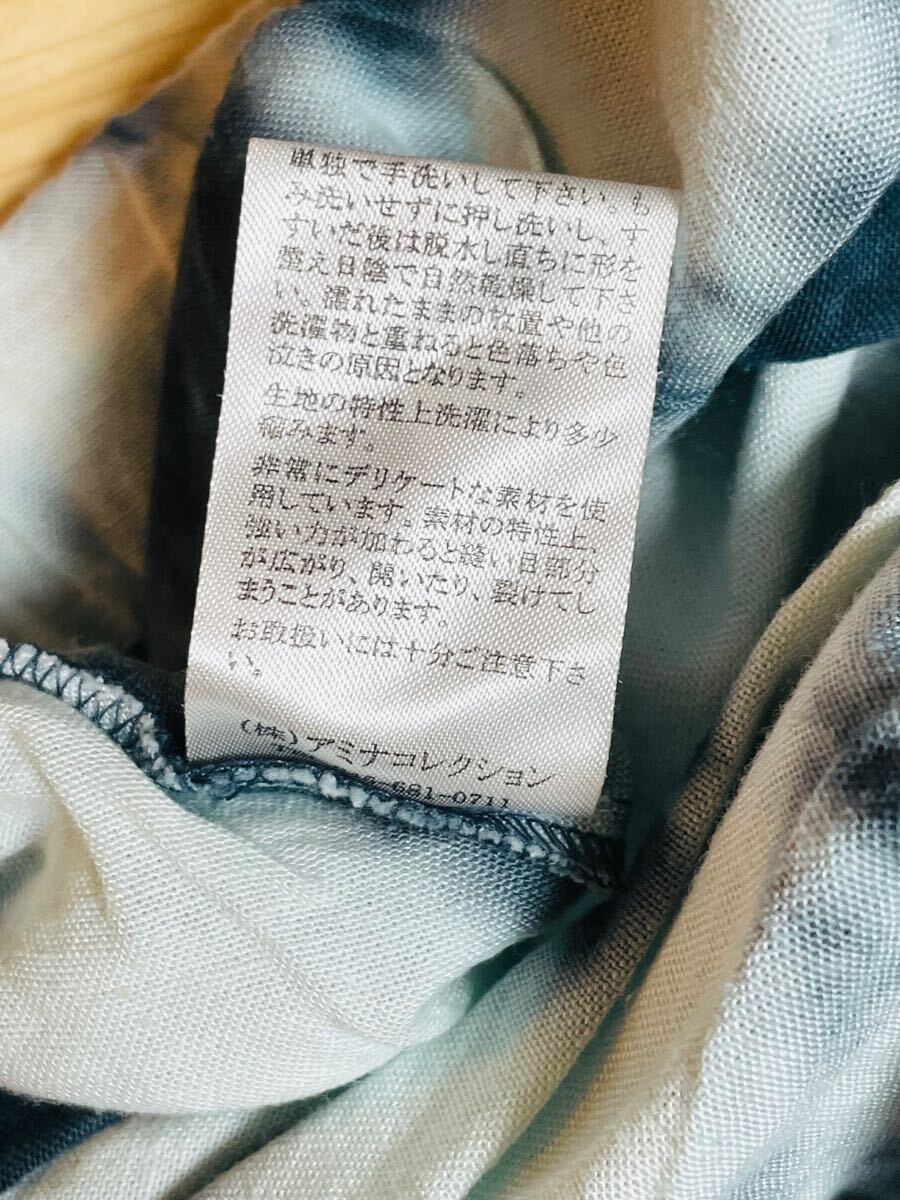 単独で手洗いして下さい。も
み洗いせずに押し洗いし、す
すいだ後は脱水し直ちに形を
整え日陰で自然乾燥して下さ
い。濡れたままの放置や他の
洗濯物と重ねると色落ちや色
泣きの原因となります。
生地の特性上洗濯により多少
縮みます。
非常にデリケートな素材を使
用しています。素材の特性上、
強い力が加わると縫い目部分
が広がり、開いたり、裂けてし
まうことがあります。
お取扱いには十分ご注意下さ
い。
(株)アミナコレクション
681-0711